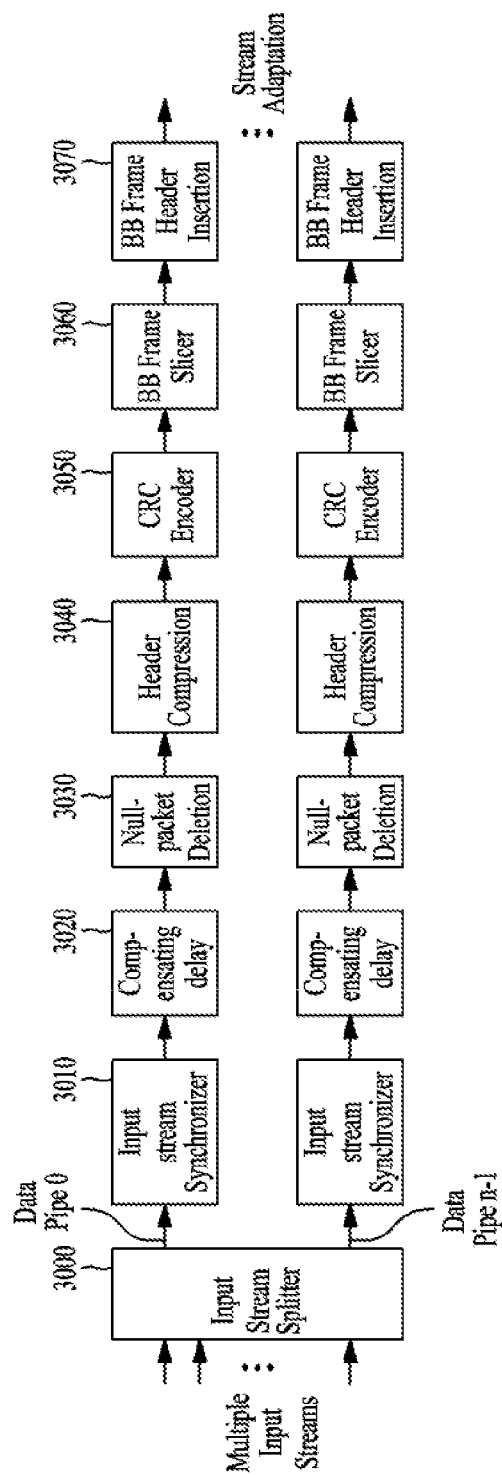 Multiple
Input
Streams
3000
Input
Stream
Splitter
Data
Pipe 0
3010
Input
stream
Synchronizer
3020
Comp-
ensating
delay
3030
Null-
packet
Deletion
3040
Header
Compression
3050
CRC
Encoder
3060
BB Frame
Slicer
3070
BB Frame
Header
Insertion
Stream
Adaptation
Data
Pipe n-1
Input
stream
Synchronizer
Comp-
ensating
delay
Null-
packet
Deletion
Header
Compression
CRC
Encoder
BB Frame
Slicer
BB Frame
Header
Insertion